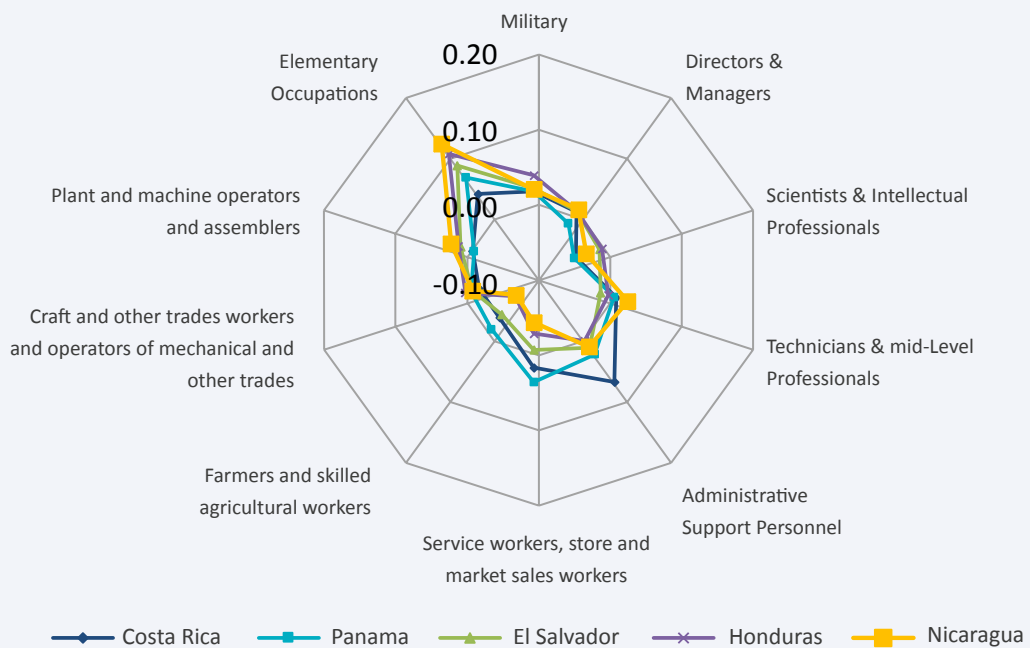 Military
0.20
Elementary
Occupations
Directors &
Managers
0.10
Plant and machine operators
and assemblers
Scientists & Intellectual
Professionals
0.00
-0.10
Craft and other trades workers
and operators of mechanical and
other trades
Technicians & mid-Level
Professionals
Farmers and skilled
agricultural workers
Administrative
Support Personnel
Service workers, store and
market sales workers
Costa Rica Panama El Salvador Honduras Nicaragua